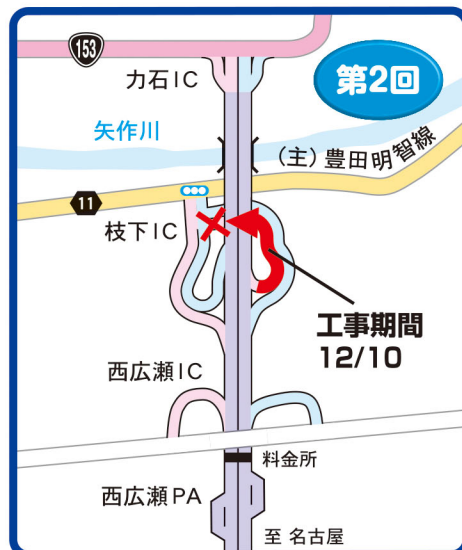 153
力石IC
第2回
矢作川
(主)豊田明智線
11
枝下IC
工事期間
12/10
西広瀬IC
料金所
西広瀬PA
至 名古屋